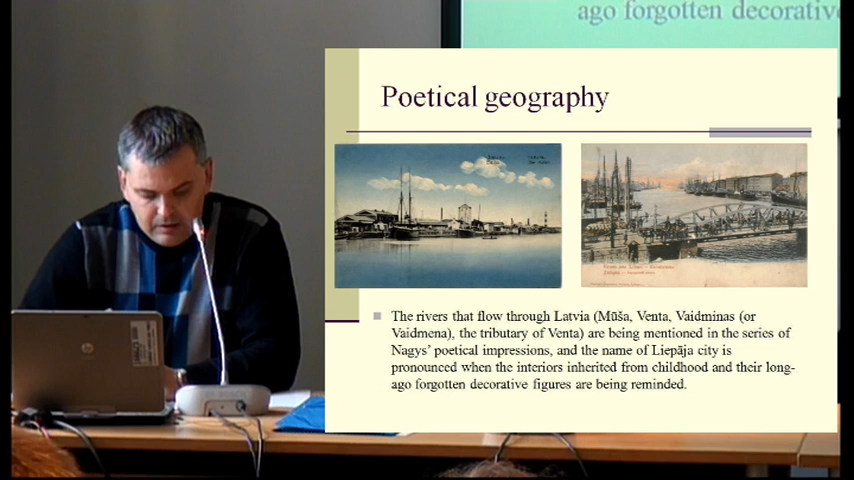 ago forgotten decorative
Poetical geography
The rivers that flow through Latvia (Mūša, Venta, Vaidminas (or
Vaidmena), the tributary of Venta) are being mentioned in the series of
Nagys’ poetical impressions, and the name of Liepāja city is
pronounced when the interiors inherited from childhood and their long-
ago forgotten decorative figures are being reminded.
hp